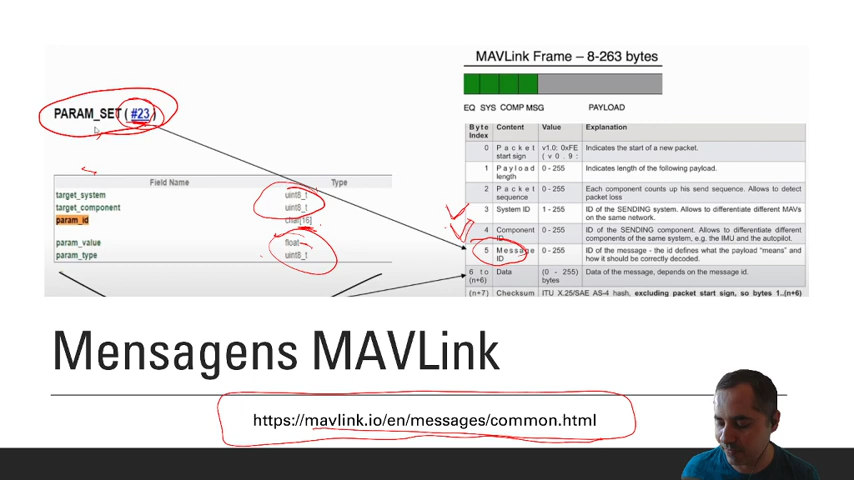 MAVLink Frame – 8-263 bytes
PARAM_SET ( #23 )
EQ SYS COMP MSG PAYLOAD
Field Name Type
target_system uint8_t
target_component uint8_t
param_id char[16]
param_value float
param_type uint8_t
Byte Index Content Value Explanation
0 Packet start sign v1.0: 0xFE (v0.9: Indicates the start of a new packet.
1 Payload length 0 - 255 Indicates length of the following payload.
2 Packet sequence 0 - 255 Each component counts up his send sequence. Allows to detect packet loss
3 System ID 1 - 255 ID of the SENDING system. Allows to differentiate different MAVs on the same network.
4 Component ID 0 - 255 ID of the SENDING component. Allows to differentiate different components of the same system, e.g. the IMU and the autopilot.
5 Message ID 0 - 255 ID of the message - the id defines what the payload “means” and how it should be correctly decoded.
6 to (n+6) Data (0 - 255) bytes Data of the message, depends on the message id.
(n+7) Checksum ITU X.25/SAE AS-4 hash, excluding packet start sign, so bytes 1..(n+6)
Mensagens MAVLink
https://mavlink.io/en/messages/common.html